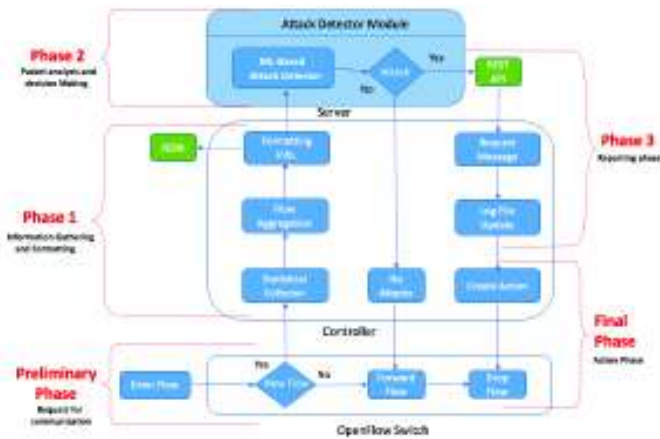 Attack Detector Module
Phase 2
Packet analysis and
decision Making
ML-Based
Attack Detector
Attack
Yes
No
REST
API
Server
Phase 3
Reporting phase
JSON
Formatting
Request
Message
Phase 1
Information Gathering
and Formatting
Flow
Aggregation
Log File
Update
Statistical
Collector
No
Attacks
Create Action
Controller
Final
Phase
Action Phase
Preliminary
Phase
Request for
communication
Enter Flow
Yes
New Flow
No
Forward
Flow
Drop
Flow
OpenFlow Switch